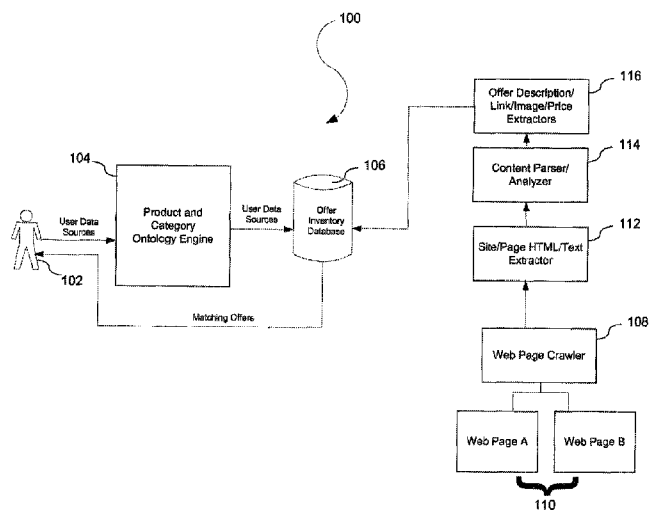 100
116
Offer Description/
Link/Image/Price
Extractors
104
114
Content Parser/
Analyzer
106
Product and
Category
Ontology Engine
User Data
Sources
User Data
Sources
Offer
Inventory
Database
112
Site/Page HTML/Text
Extractor
102
Matching Offers
108
Web Page Crawler
Web Page A
Web Page B
110